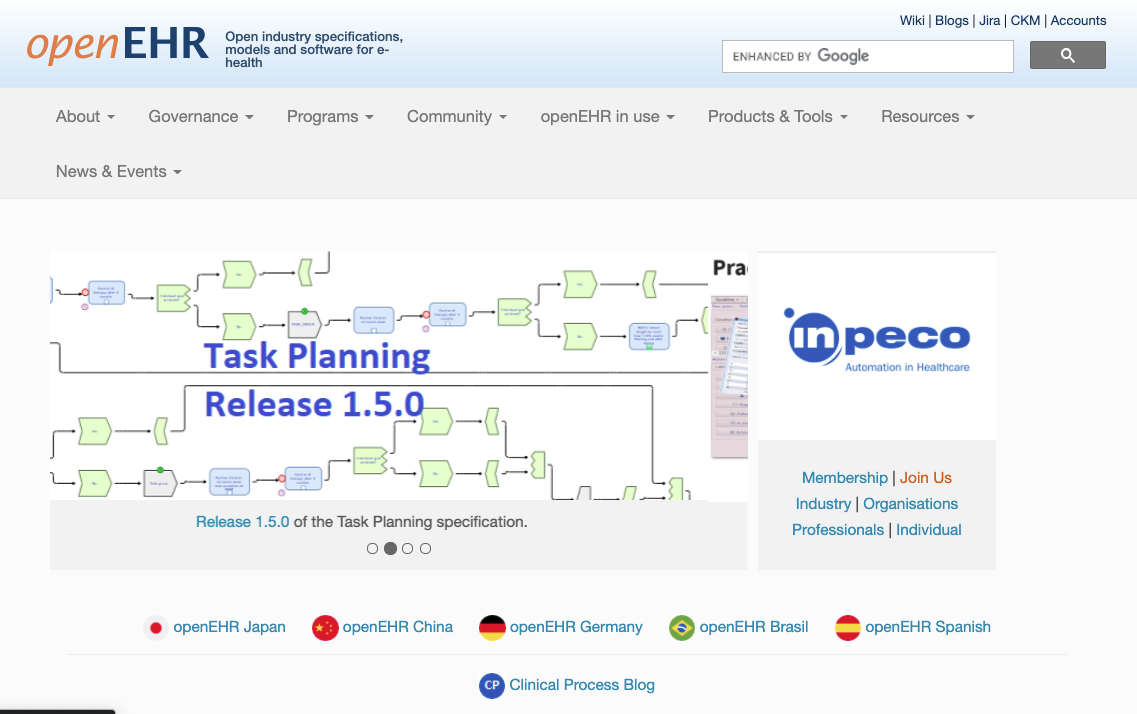 Wiki | Blogs | Jira | CKM | Accounts
openEHR
Open industry specifications,
models and software for e-
health
ENHANCED BY Google
About
Governance
Programs
Community
openEHR in use
Products & Tools
Resources
News & Events
Task Planning
Release 1.5.0
Pra
inpeco
Automation in Healthcare
Release 1.5.0 of the Task Planning specification.
Membership | Join Us
Industry | Organisations
Professionals | Individual
openEHR Japan
openEHR China
openEHR Germany
openEHR Brasil
openEHR Spanish
CP Clinical Process Blog